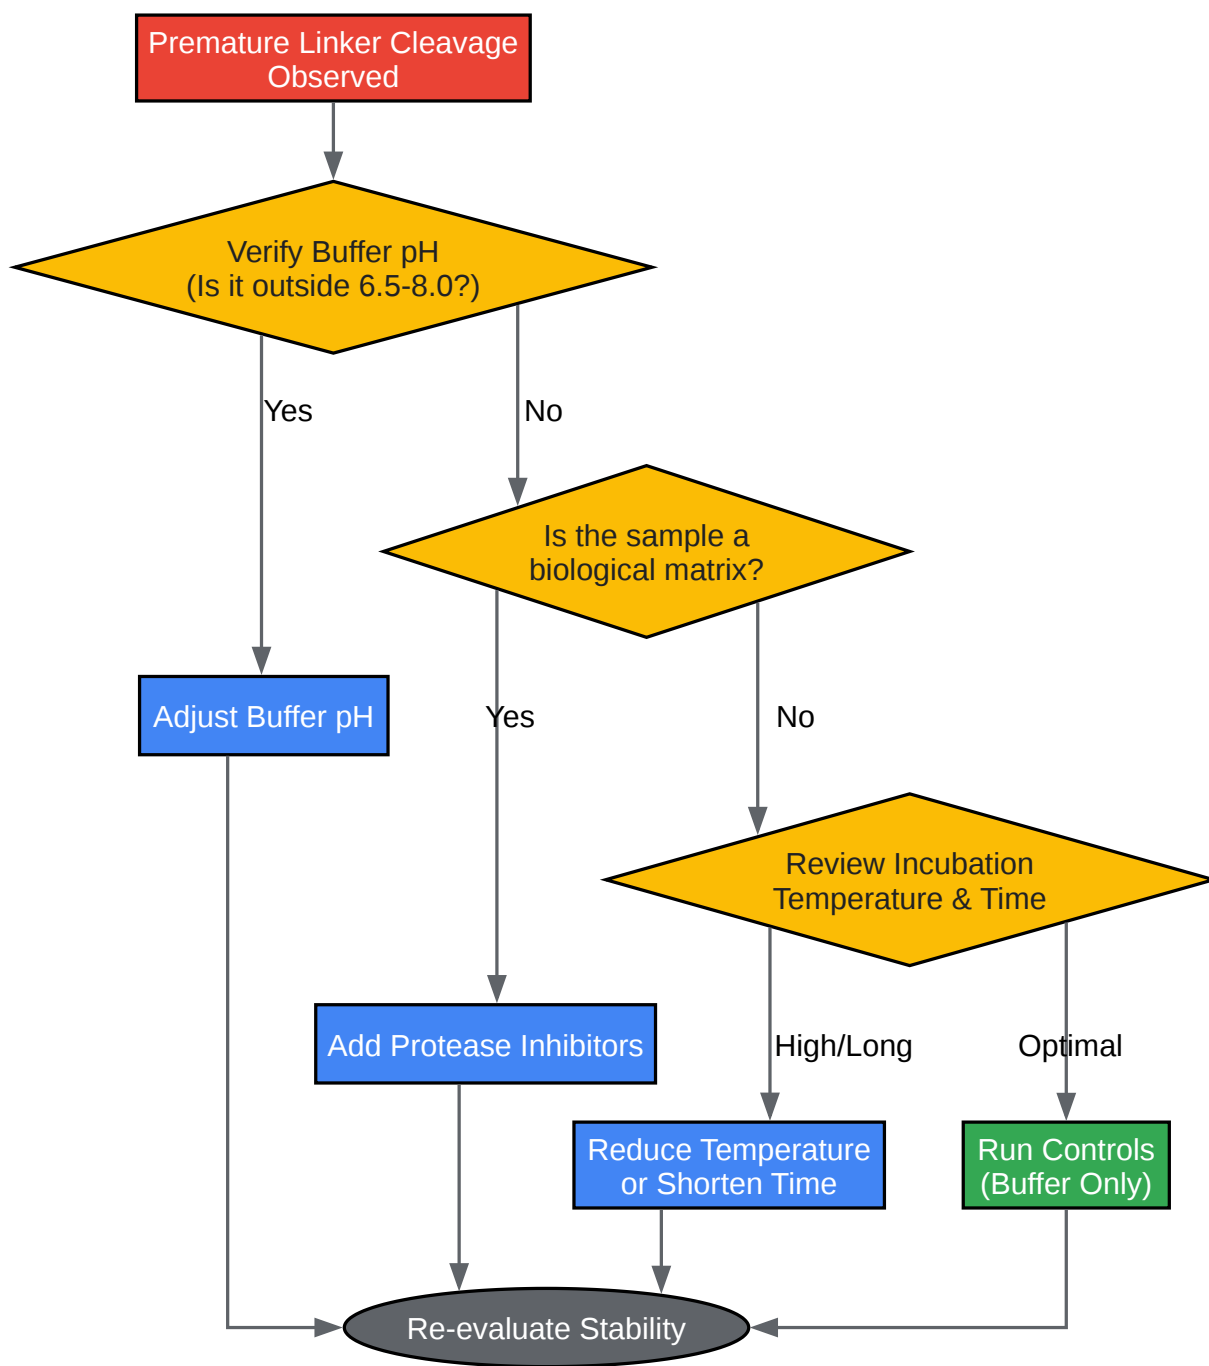 Premature Linker Cleavage
Observed
Verify Buffer pH
(Is it outside 6.5-8.0?)
Yes
No
Is the sample a
biological matrix?
Adjust Buffer pH
Yes
No
Review Incubation
Temperature & Time
Add Protease Inhibitors
High/Long
Optimal
Reduce Temperature
or Shorten Time
Run Controls
(Buffer Only)
Re-evaluate Stability